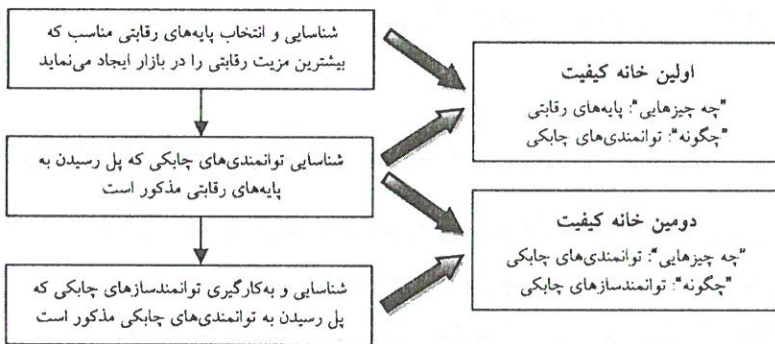 شناسایی و انتخاب پایه‌های رقابتی مناسب که
بیشترین مزیت رقابتی را در بازار ایجاد می‌نماید
شناسایی توانمندی‌های چابکی که پل رسیدن به
پایه‌های رقابتی مذکور است
شناسایی و به‌کارگیری توانمندسازهای چابکی که
پل رسیدن به توانمندی‌های چابکی مذکور است
اولین خانه کیفیت
"چه چیزهایی": پایه‌های رقابتی
"چگونه": توانمندی‌های چابکی
دومین خانه کیفیت
"چه چیزهایی": توانمندی‌های چابکی
"چگونه": توانمندسازهای چابکی